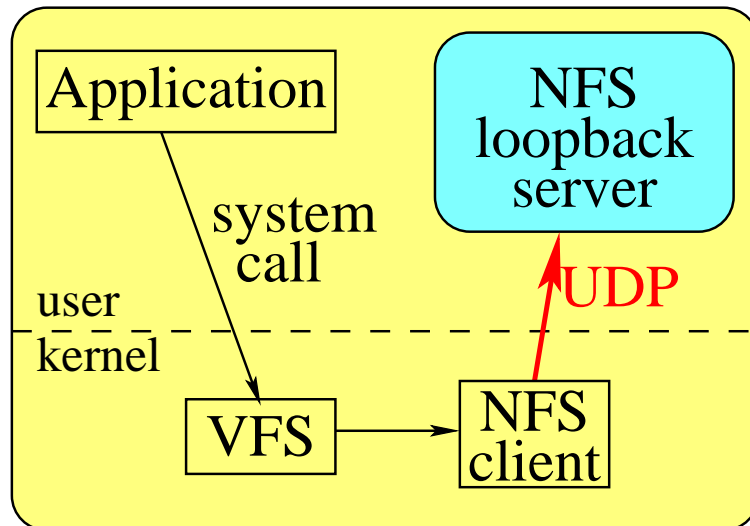 Application
NFS
loopback
server
system
call
UDP
user
kernel
VFS
NFS
client